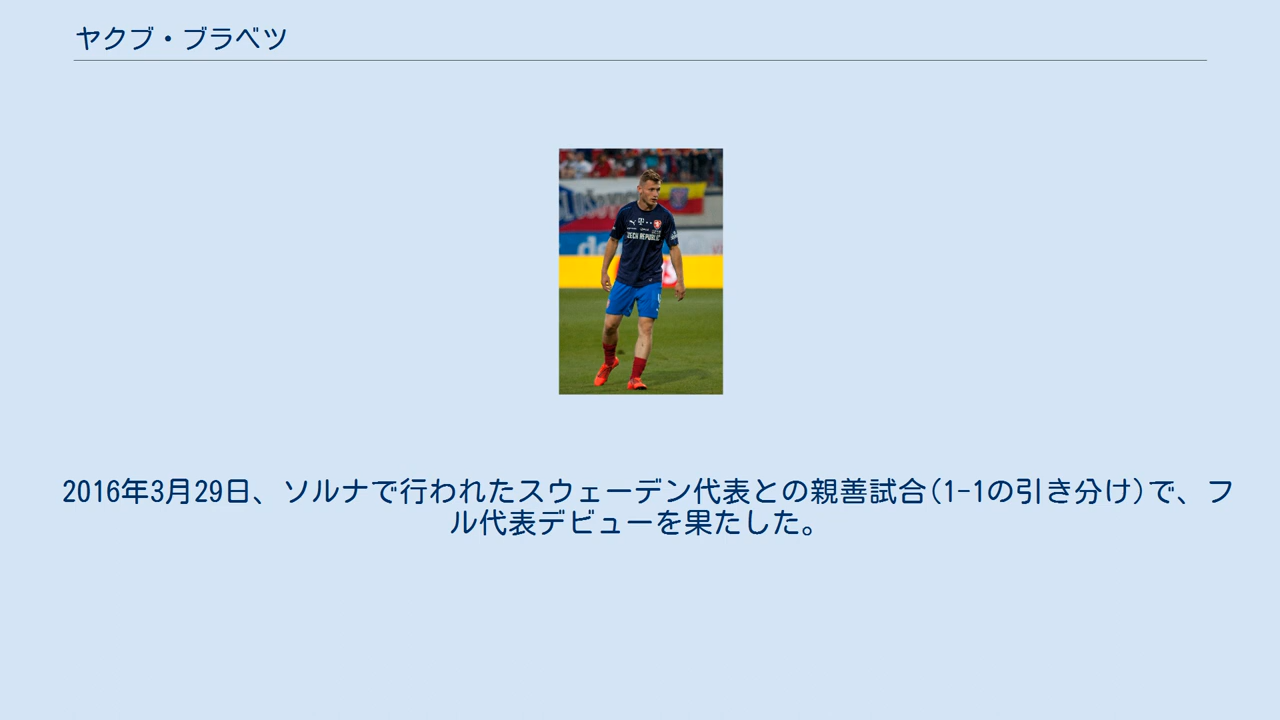 ヤクブ・ブラベツ
ZECH REPUBLIC
2016年3月29日、ソルナで行われたスウェーデン代表との親善試合(1-1の引き分け)で、フ
ル代表デビューを果たした。